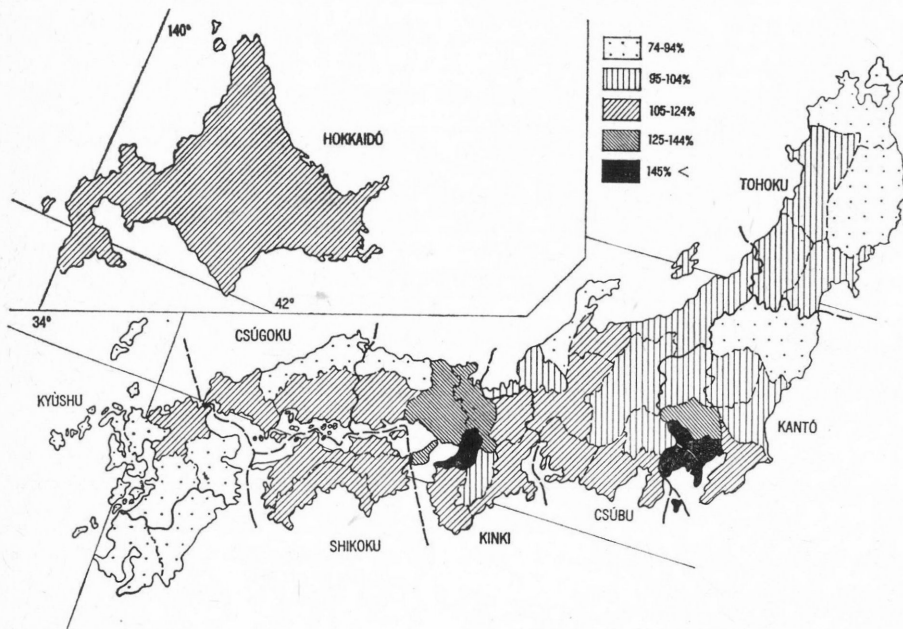 140°
HOKKAIDÓ
42°
74-94%
95-104%
105-124%
125-144%
145% <
TOHOKU
34°
CSÚGOKU
KYÙSHU
KANTÓ
CSÚBU
SHIKOKU
KINKI